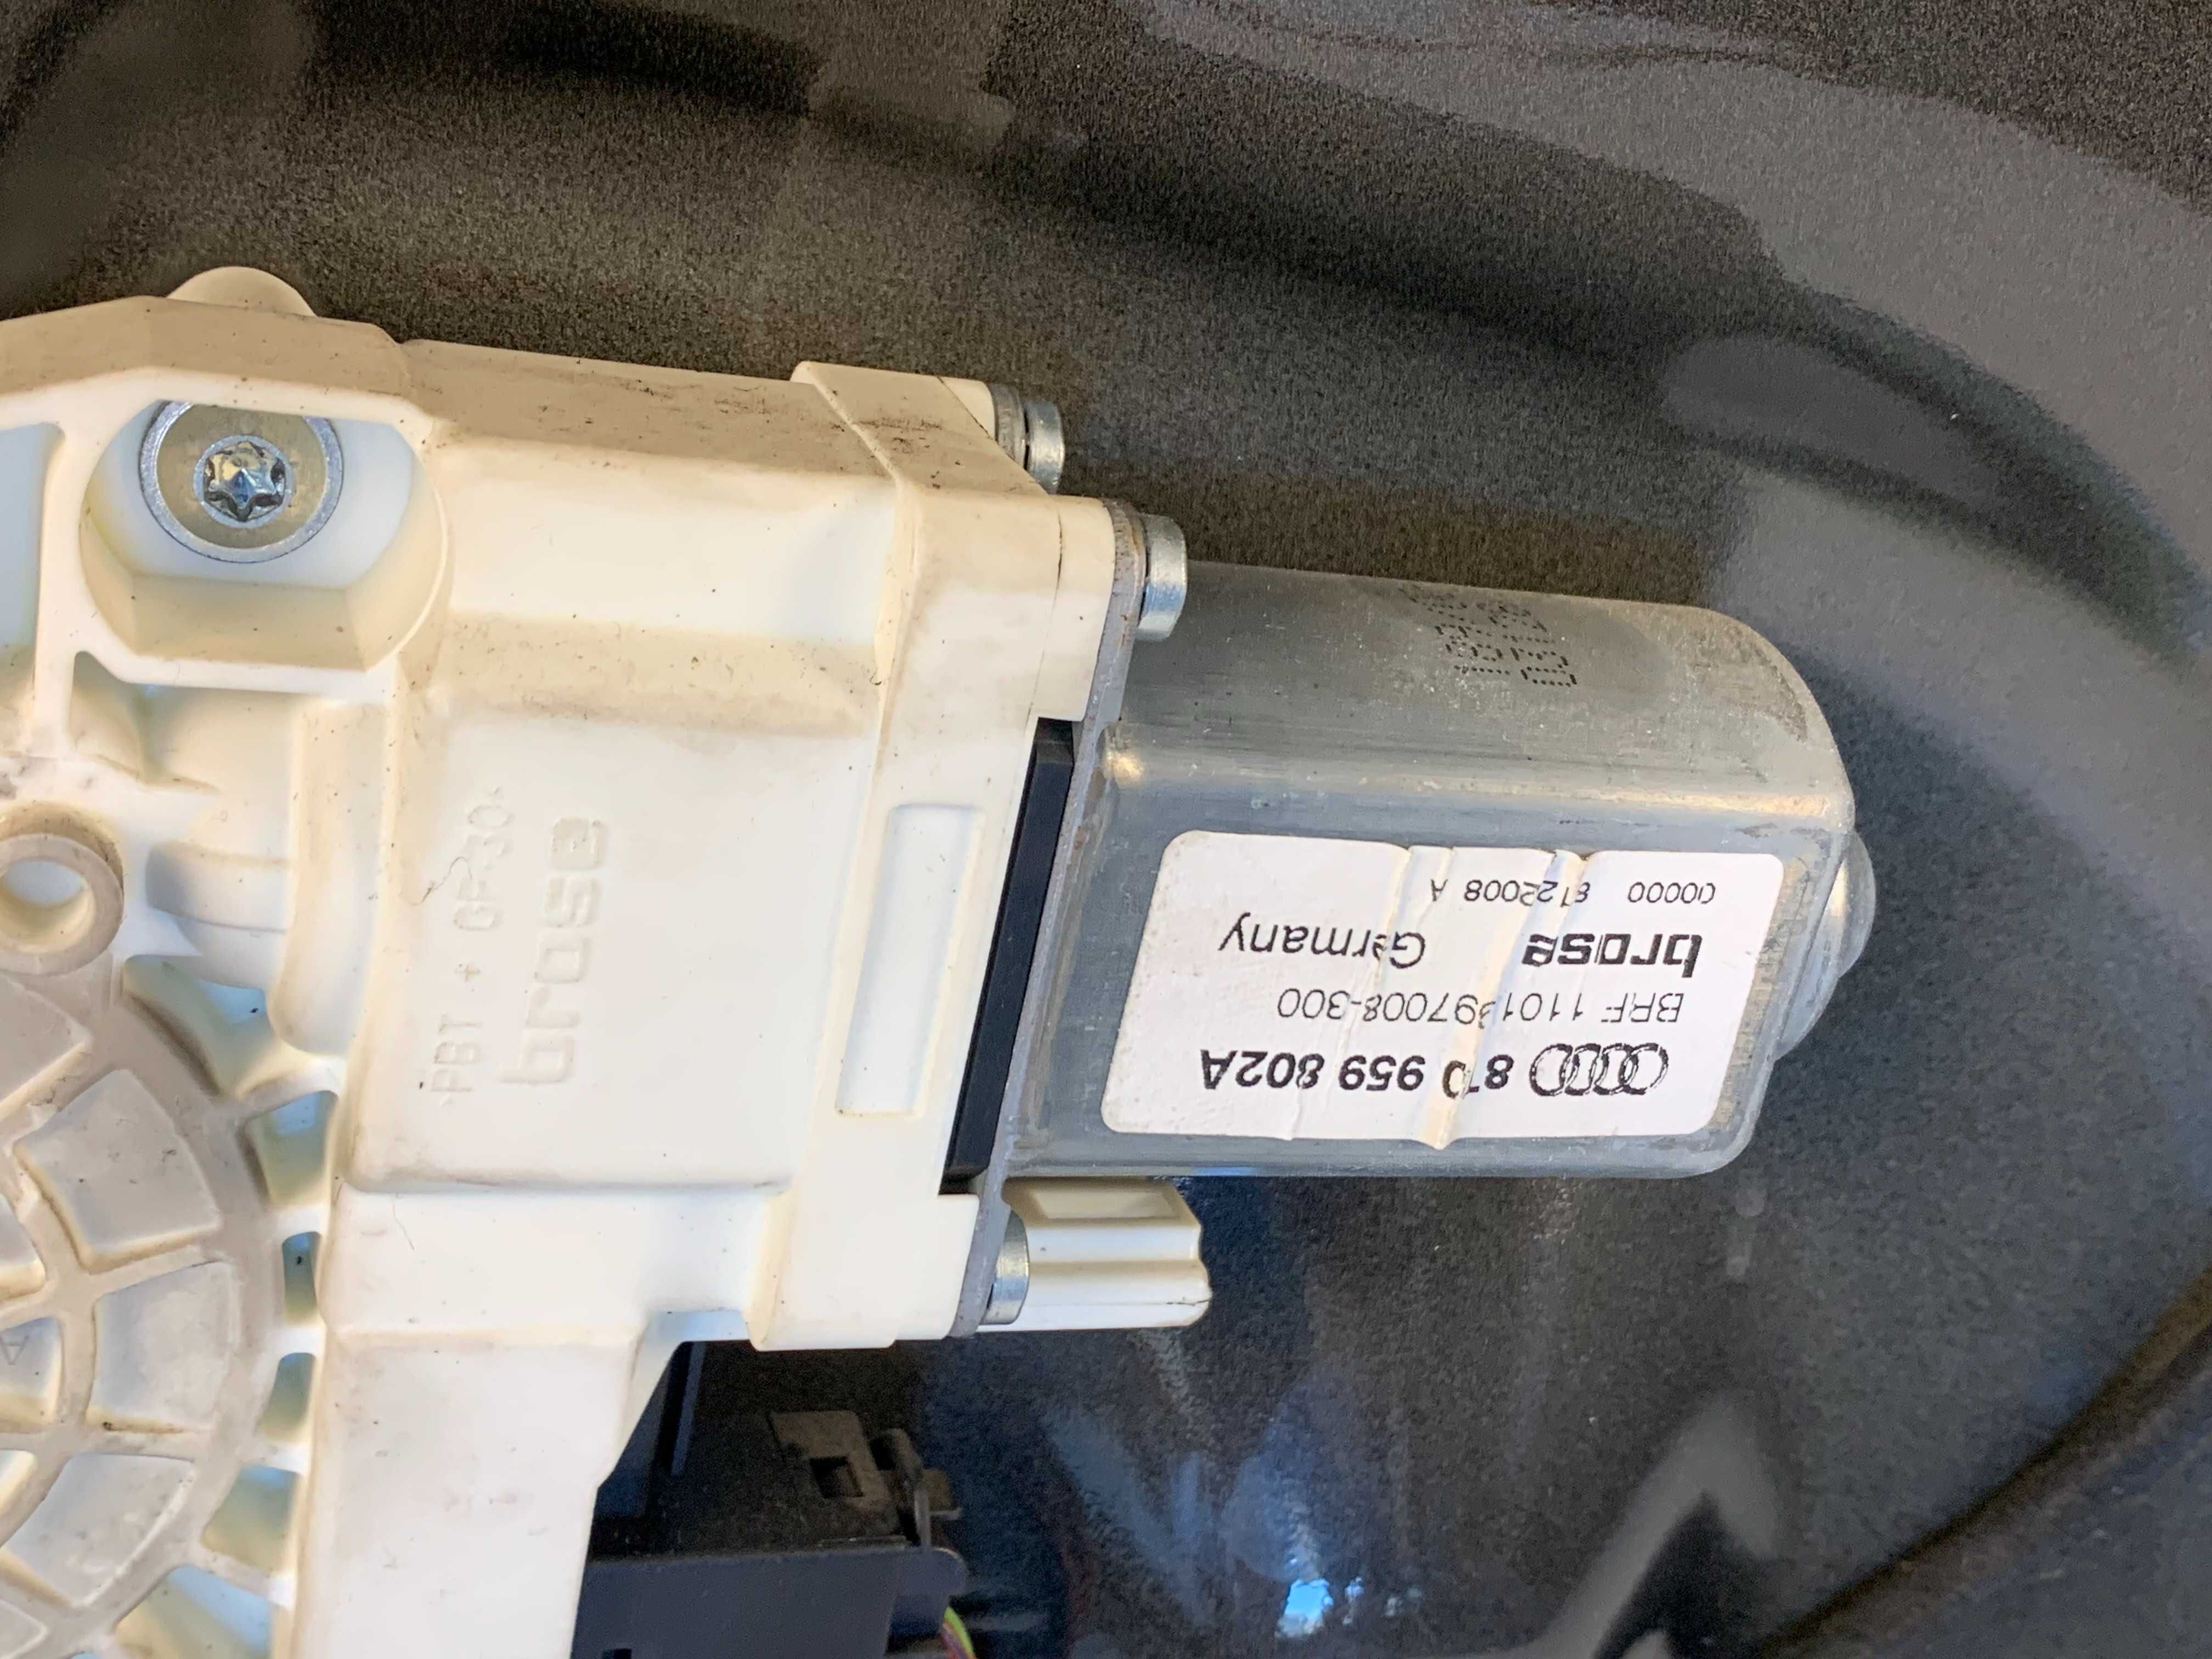 8T0 959 802A
BRF 1101397008-300
brose Germany
00000 8122008 A
>PBT + GF30<
brose
A